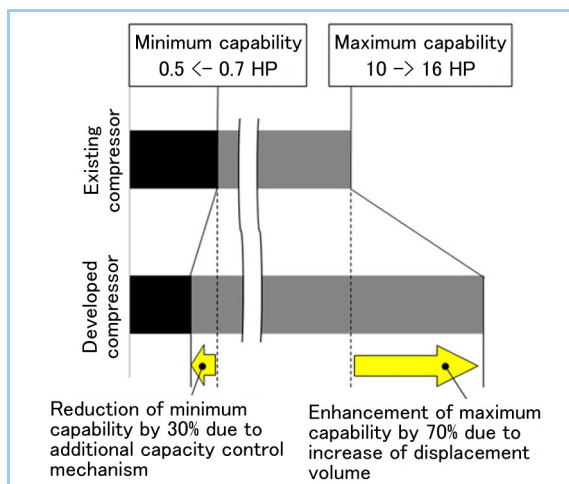 Minimum capability
0.5 <- 0.7 HP
Maximum capability
10 -> 16 HP
Existing
compressor
Developed
compressor
Reduction of minimum
capability by 30% due to
additional capacity control
mechanism
Enhancement of maximum
capability by 70% due to
increase of displacement
volume